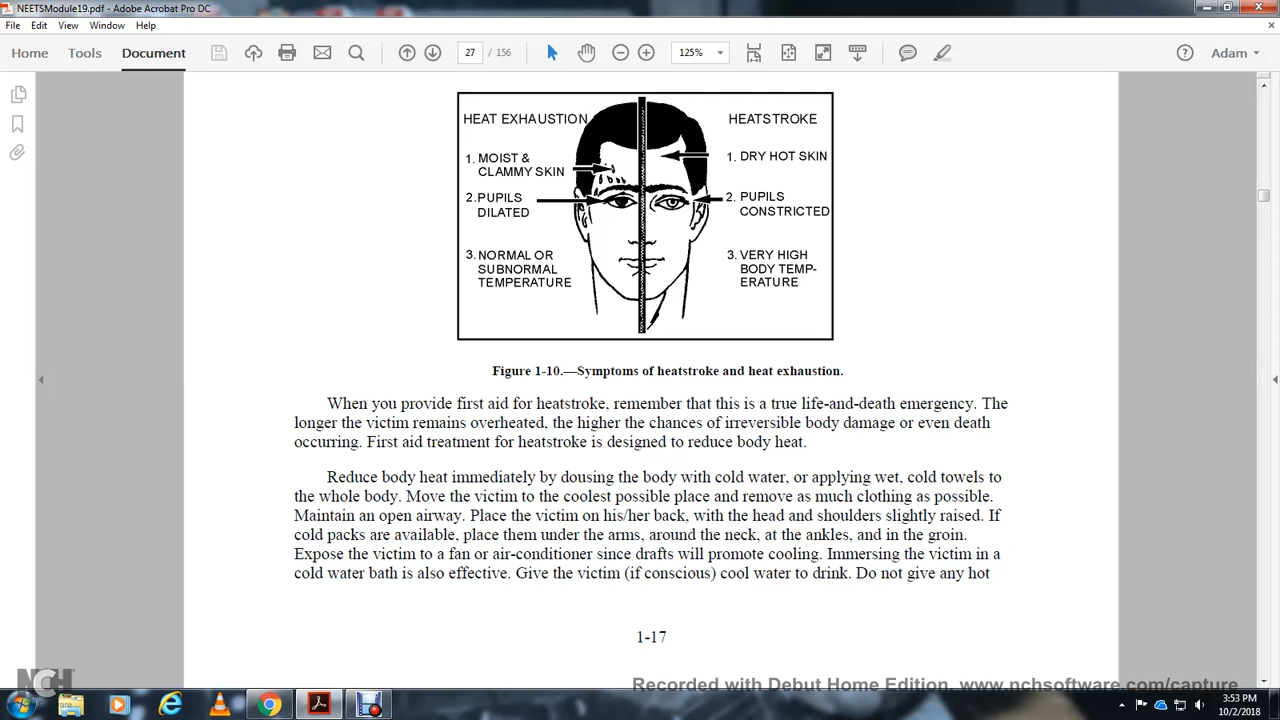 NEETSModule19.pdf - Adobe Acrobat Pro DC
File Edit View Window Help
Home Tools Document 27 / 156 125% Adam
HEAT EXHAUSTION
1. MOIST &
CLAMMY SKIN
2. PUPILS
DILATED
3. NORMAL OR
SUBNORMAL
TEMPERATURE
HEATSTROKE
1. DRY HOT SKIN
2. PUPILS
CONSTRICTED
3. VERY HIGH
BODY TEMP-
ERATURE
Figure 1-10.—Symptoms of heatstroke and heat exhaustion.
When you provide first aid for heatstroke, remember that this is a true life-and-death emergency. The
longer the victim remains overheated, the higher the chances of irreversible body damage or even death
occurring. First aid treatment for heatstroke is designed to reduce body heat.
Reduce body heat immediately by dousing the body with cold water, or applying wet, cold towels to
the whole body. Move the victim to the coolest possible place and remove as much clothing as possible.
Maintain an open airway. Place the victim on his/her back, with the head and shoulders slightly raised. If
cold packs are available, place them under the arms, around the neck, at the ankles, and in the groin.
Expose the victim to a fan or air-conditioner since drafts will promote cooling. Immersing the victim in a
cold water bath is also effective. Give the victim (if conscious) cool water to drink. Do not give any hot
1-17
NCH
Recorded with Debut Home Edition. www.nchsoftware.com/capture
3:53 PM
10/2/2018